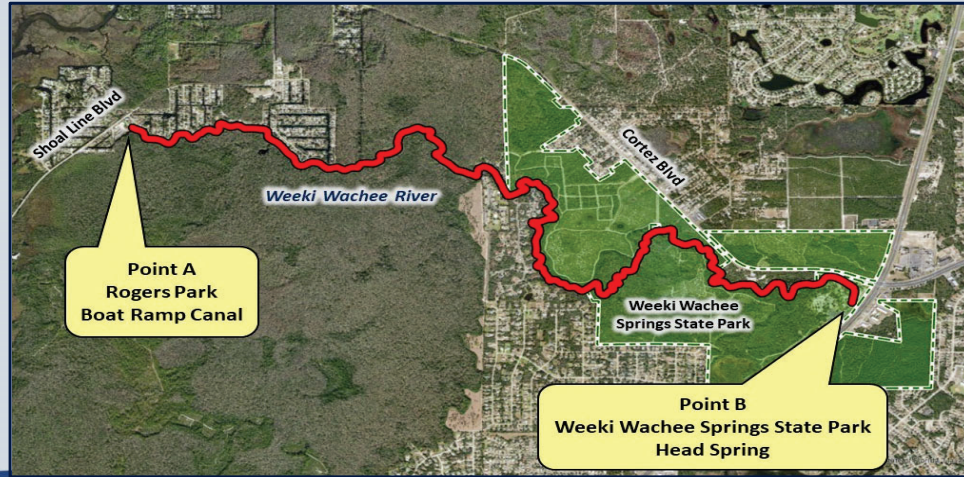 Shoal Line Blvd
Cortez Blvd
Weeki Wachee River
Point A
Rogers Park
Boat Ramp Canal
Weeki Wachee
Springs State Park
Point B
Weeki Wachee Springs State Park
Head Spring